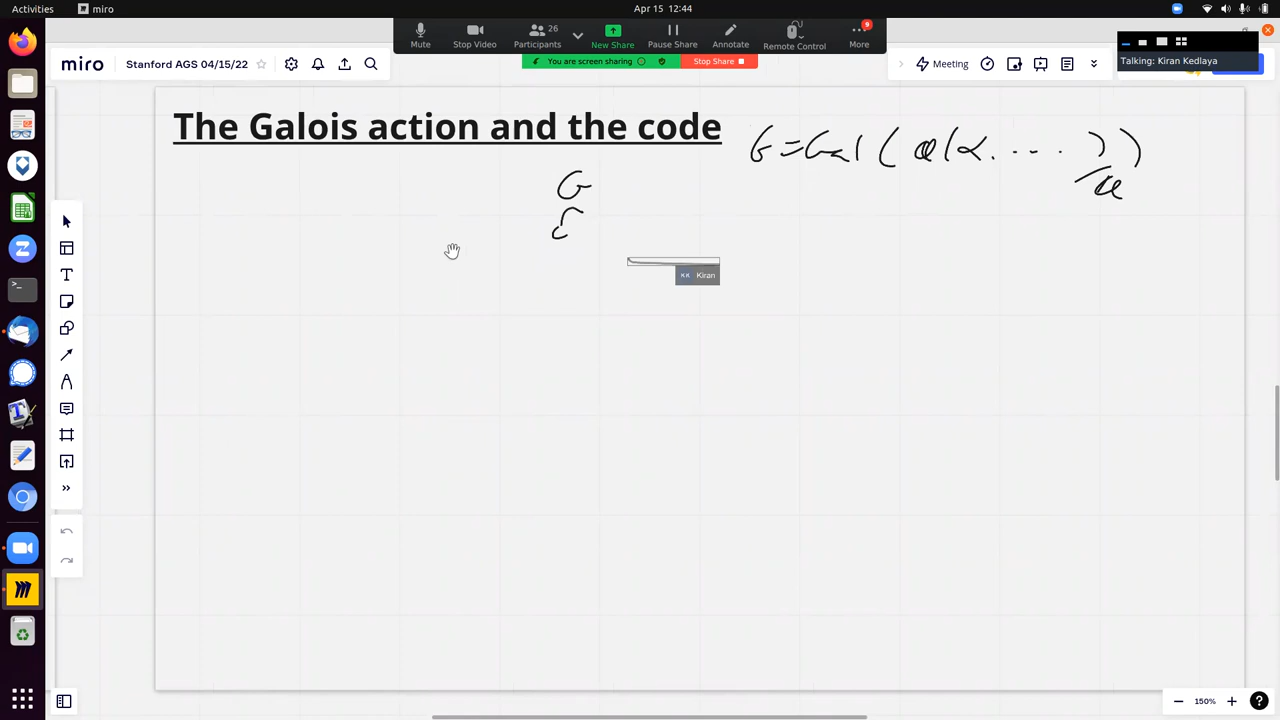 Activities
miro
Apr 15 12:44
Mute
Stop Video
26
Participants
New Share
Pause Share
Annotate
Remote Control
9
More
You are screen sharing
Stop Share
Talking: Kiran Kedlaya
miro
Stanford AGS 04/15/22
Meeting
The Galois action and the code
G = Gal ( Q(α. ... ) )
/Q
G
KK Kiran
T
150%